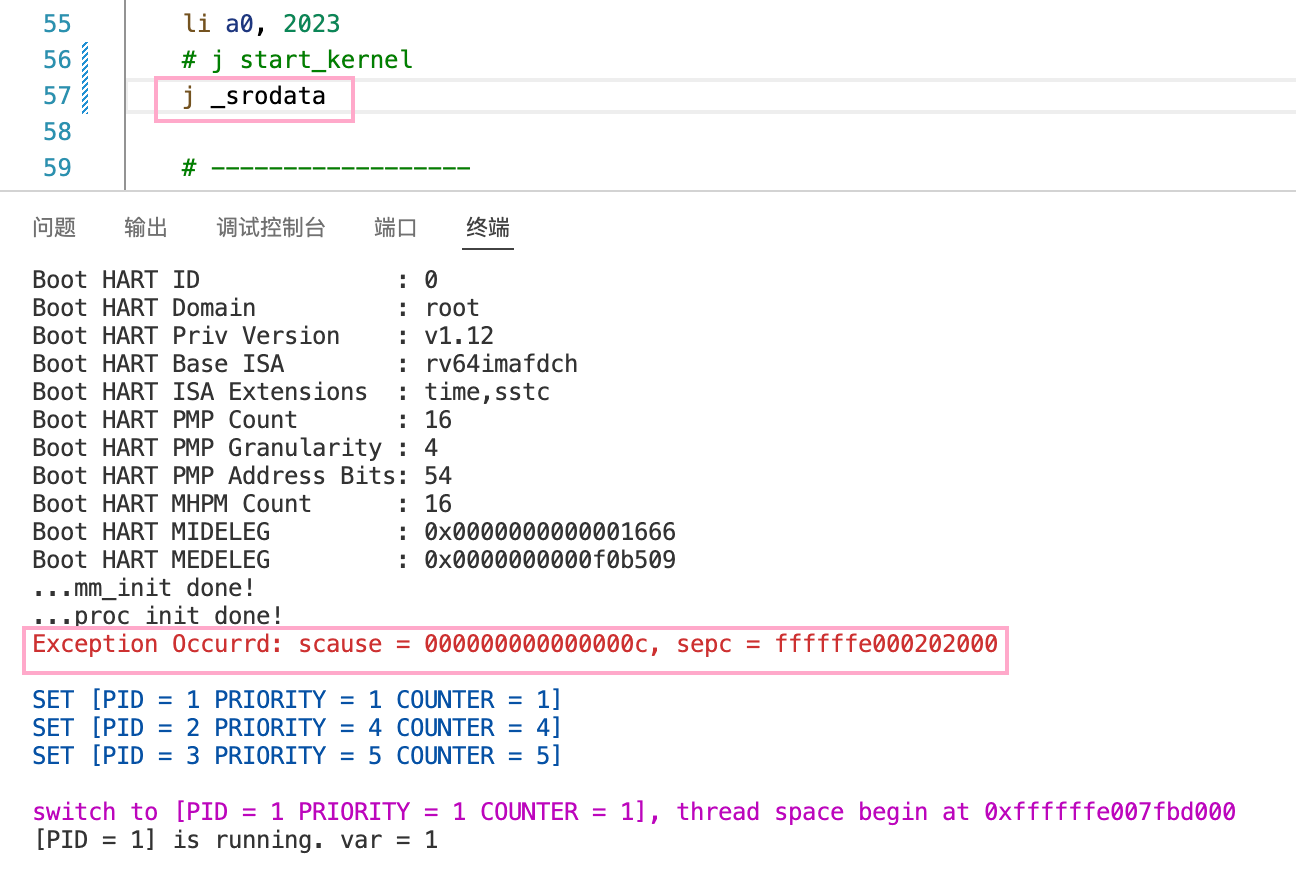 55 li a0, 2023
56 # j start_kernel
57 j _srodata
58
59 # ------------------
问题 输出 调试控制台 端口 终端
Boot HART ID : 0
Boot HART Domain : root
Boot HART Priv Version : v1.12
Boot HART Base ISA : rv64imafdch
Boot HART ISA Extensions : time,sstc
Boot HART PMP Count : 16
Boot HART PMP Granularity : 4
Boot HART PMP Address Bits: 54
Boot HART MHPM Count : 16
Boot HART MIDELEG : 0x0000000000001666
Boot HART MEDELEG : 0x0000000000f0b509
...mm_init done!
...proc_init done!
Exception Occurrd: scause = 000000000000000c, sepc = ffffffe000202000
SET [PID = 1 PRIORITY = 1 COUNTER = 1]
SET [PID = 2 PRIORITY = 4 COUNTER = 4]
SET [PID = 3 PRIORITY = 5 COUNTER = 5]
switch to [PID = 1 PRIORITY = 1 COUNTER = 1], thread space begin at 0xffffffe007fbd000
[PID = 1] is running. var = 1